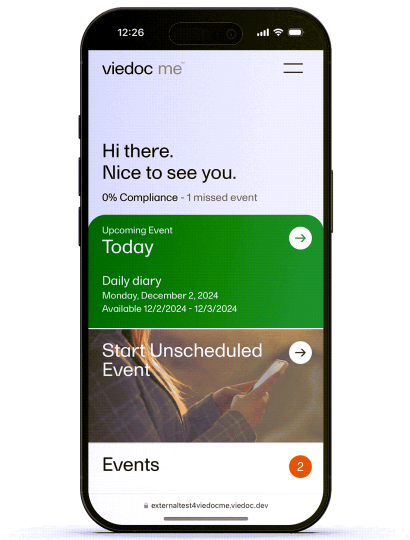 12:26
viedoc me™
Hi there.
Nice to see you.
0% Compliance - 1 missed event
Upcoming Event
Today
Daily diary
Monday, December 2, 2024
Available 12/2/2024 - 12/3/2024
Start Unscheduled
Event
Events
2
externaltest4viedocme.viedoc.dev